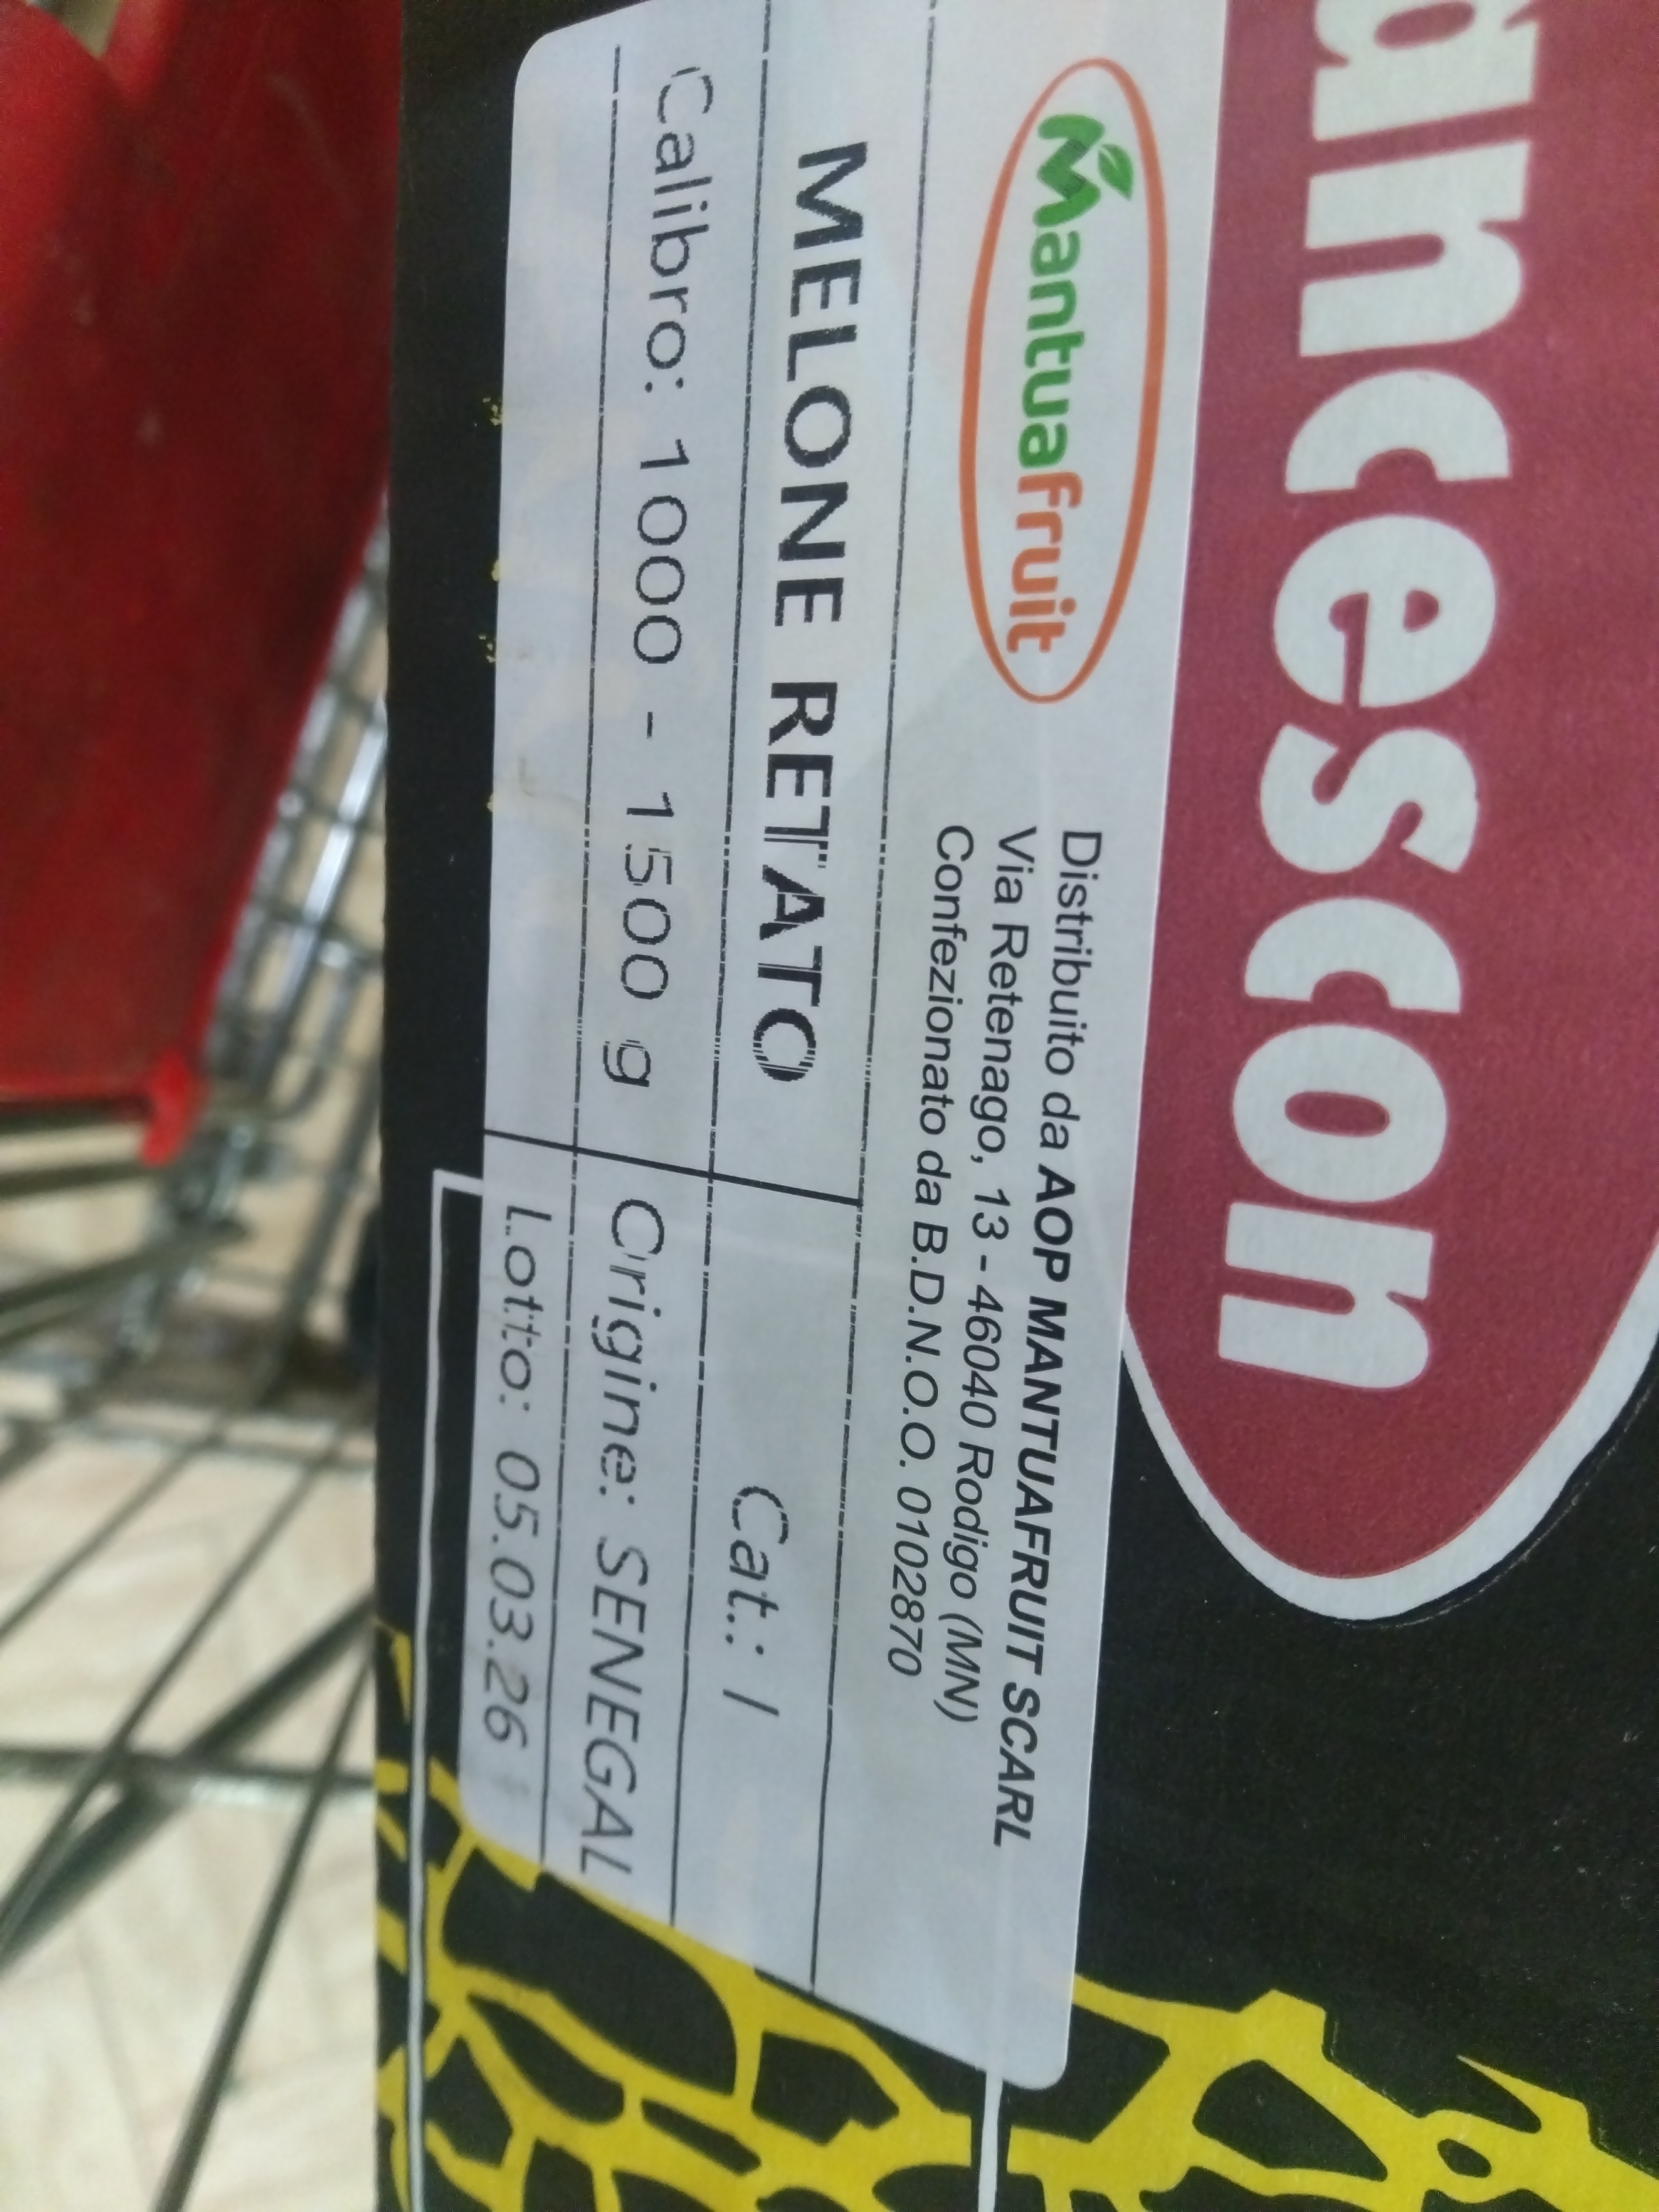 ancescon
Mantuafruit
Distribuito da AOP MANTUAFRUIT SCARL
Via Retenago, 13 - 46040 Rodigo (MN)
Confezionato da B.D.N.O.O. 0102870
MELONE RETATO
Cat.: I
Calibro: 1000 - 1500 g
Origine: SENEGAL
Lotto: 05.03.26